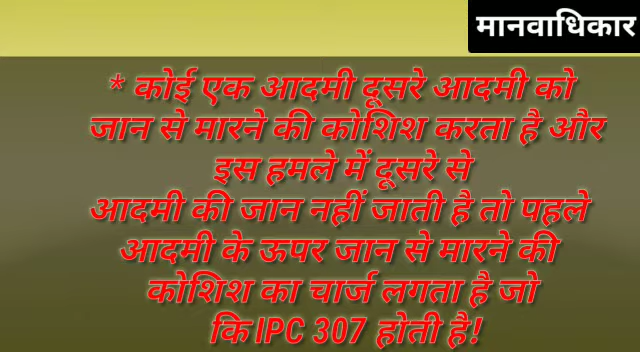 मानवाधिकार
* कोई एक आदमी दूसरे आदमी को
जान से मारने की कोशिश करता है और
इस हमले में दूसरे से
आदमी की जान नहीं जाती है तो पहले
आदमी के ऊपर जान से मारने की
कोशिश का चार्ज लगता है जो
कि IPC 307 होती है!